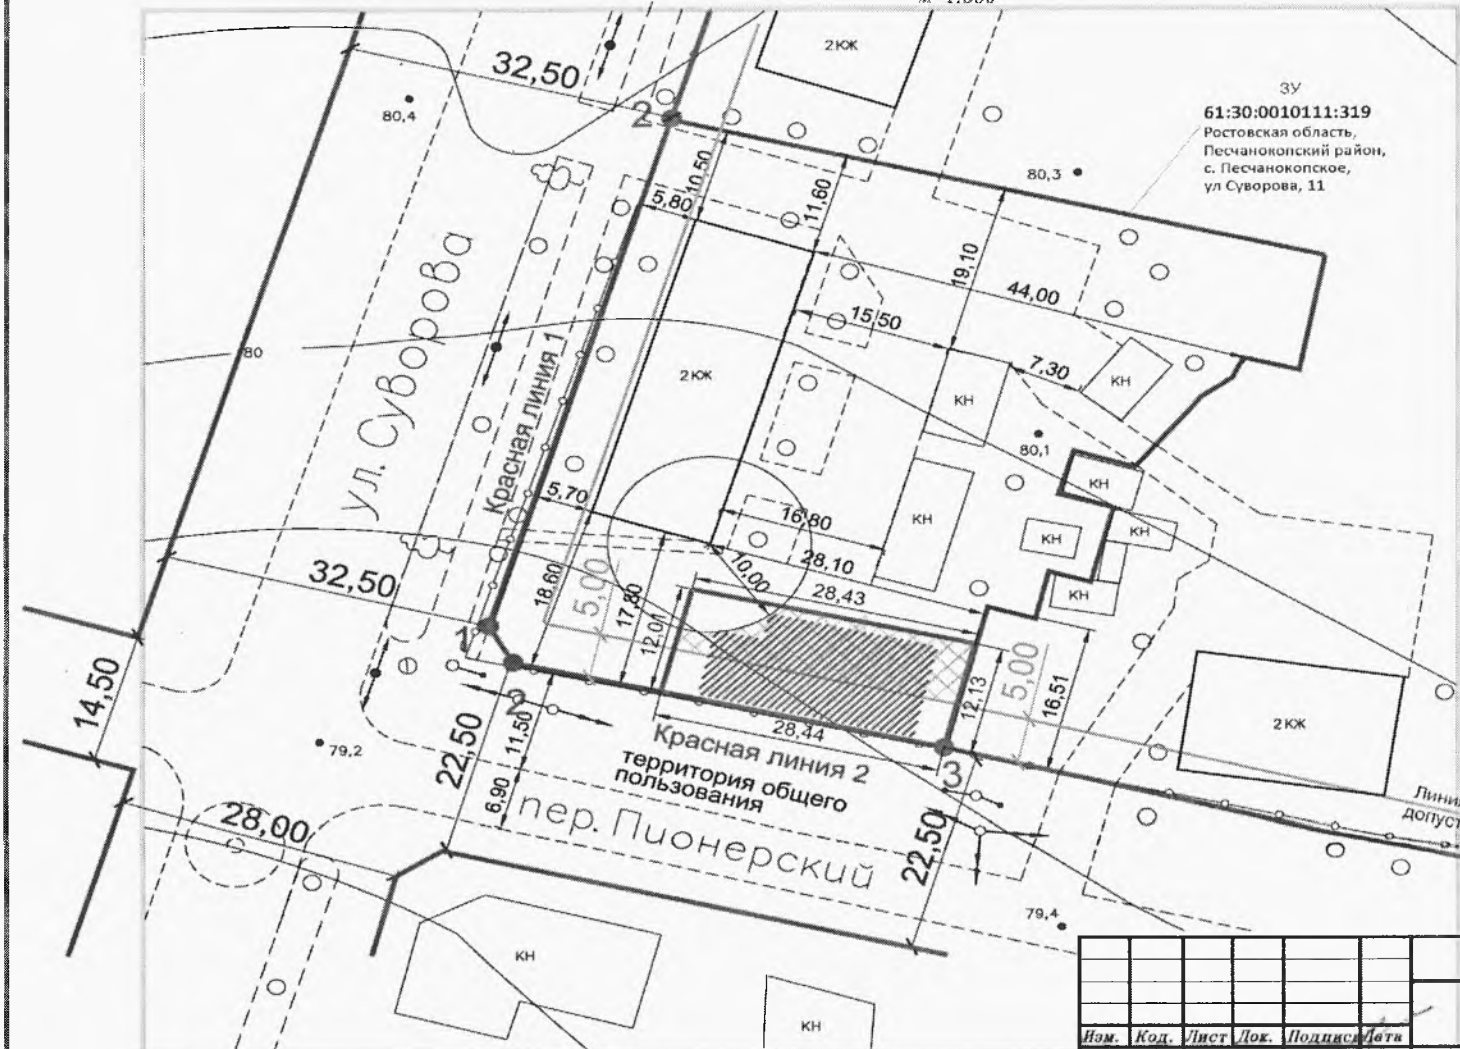 32,50
2
2КЖ
80,4
ЗУ
61:30:0010111:319
Ростовская область,
Песчанокопский район,
с. Песчанокопское,
ул Суворова, 11
80,3
10,50
5,80
11,60
19,10
44,00
15,50
7,30
ул. Суворова
80
Красная линия 1
2КЖ
КН
КН
80,1
КН
КН
КН
КН
КН
5,70
16,80
28,10
10,00
28,43
32,50
18,60
5,00
17,80
12,01
1
2
14,50
22,50
11,50
6,90
79,2
28,44
12,13
5,00
16,51
3
2КЖ
Красная линия 2
территория общего
пользования
пер. Пионерский
28,00
22,50
79,4
КН
КН
Изм. Код. Лист Док. Подпись Дата